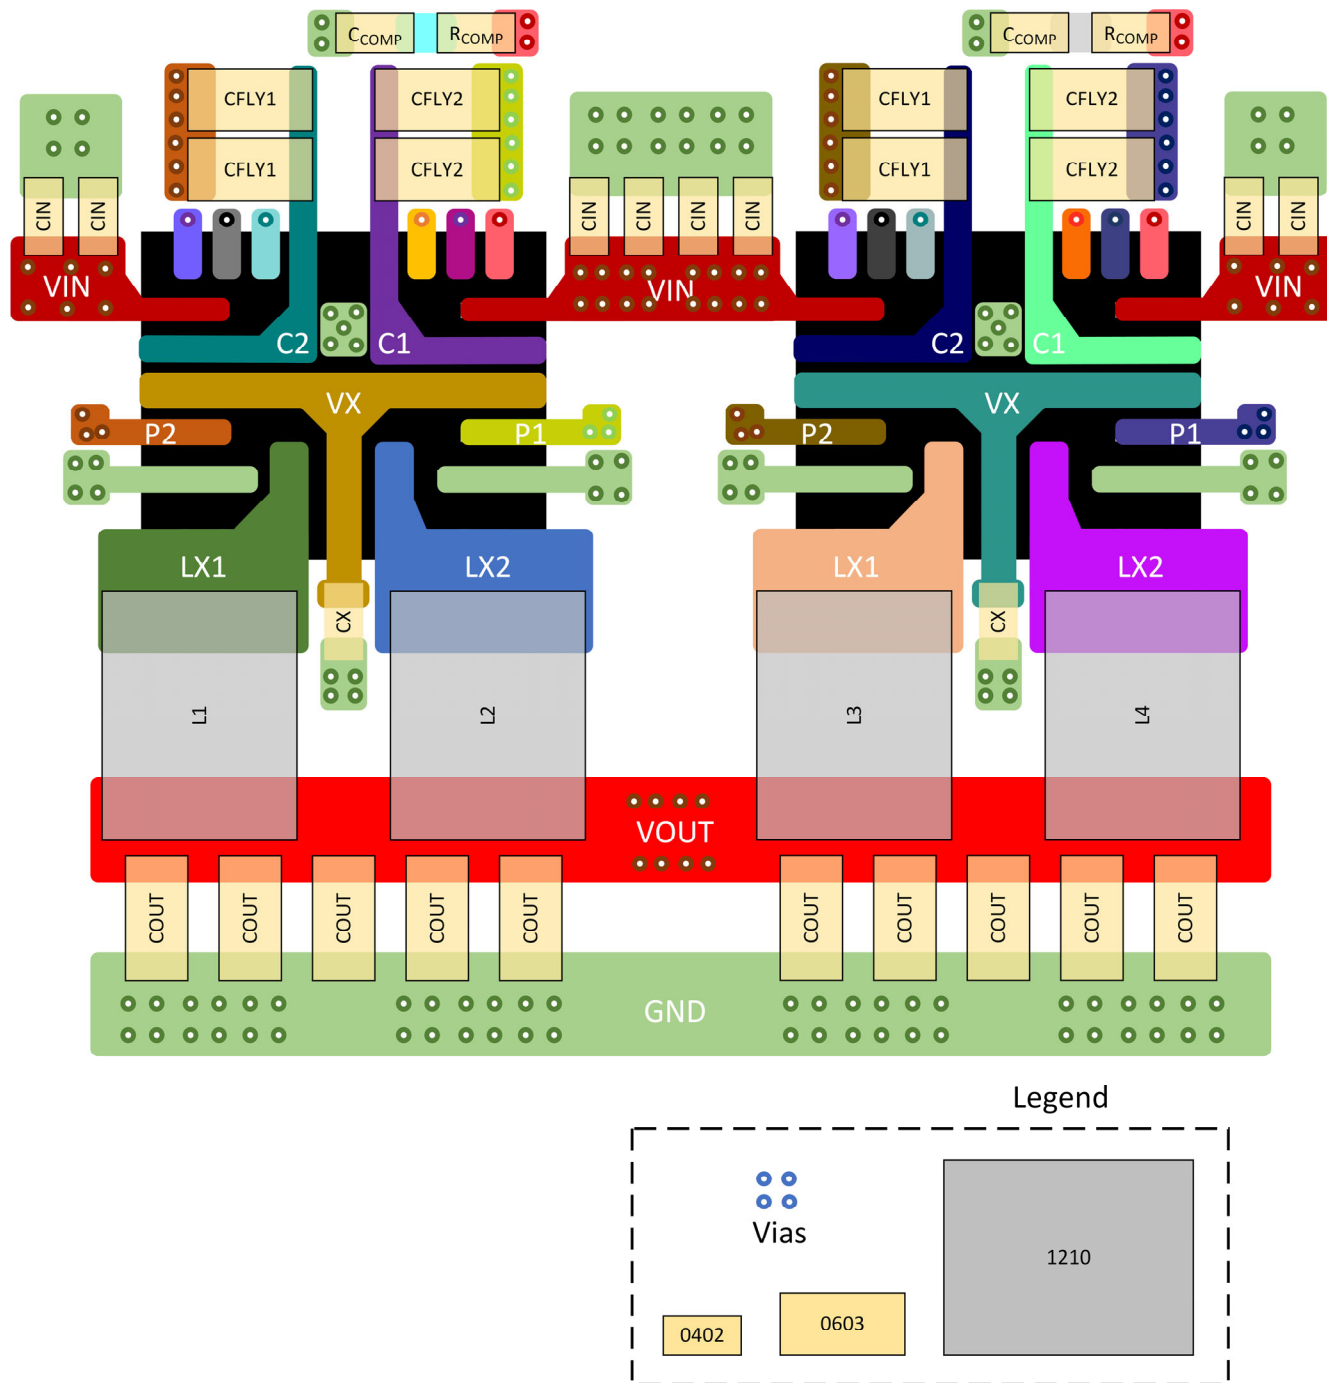 CCOMP RCOMP CCOMP RCOMP
CFLY1 CFLY2 CFLY1 CFLY2
CFLY1 CFLY2 CFLY1 CFLY2
CIN CIN CIN CIN CIN CIN CIN CIN
VIN VIN VIN
C2 C1 C2 C1
VX VX
P2 P1 P2 P1
LX1 LX2 LX1 LX2
CX CX
L1 L2 L3 L4
VOUT
COUT COUT COUT COUT COUT COUT COUT COUT COUT COUT
GND
Legend
Vias
1210
0402 0603